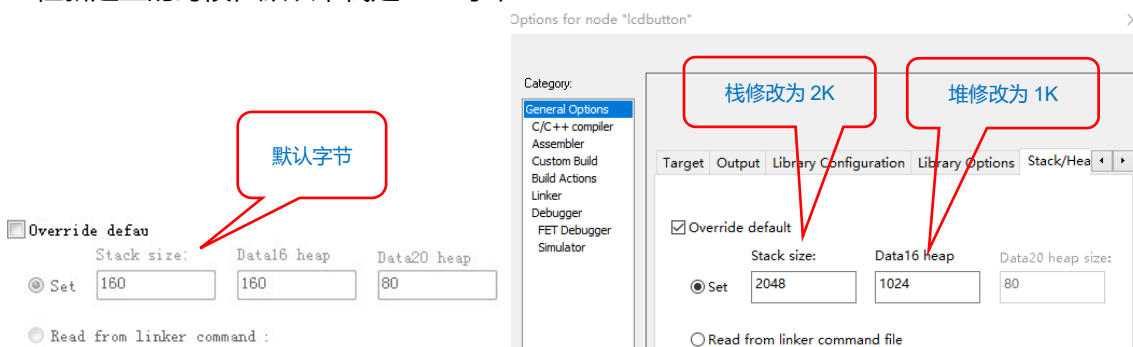 Options for node "lcdbutton"
栈修改为 2K
堆修改为 1K
默认字节
Category:
General Options
C/C++ compiler
Assembler
Custom Build
Build Actions
Linker
Debugger
FET Debugger
Simulator
Target Output Library Configuration Library Options Stack/Hea
Override defau
Stack size: Data16 heap Data20 heap
Set 160 160 80
Read from linker command :
Override default
Stack size: Data16 heap Data20 heap size:
Set 2048 1024 80
Read from linker command file